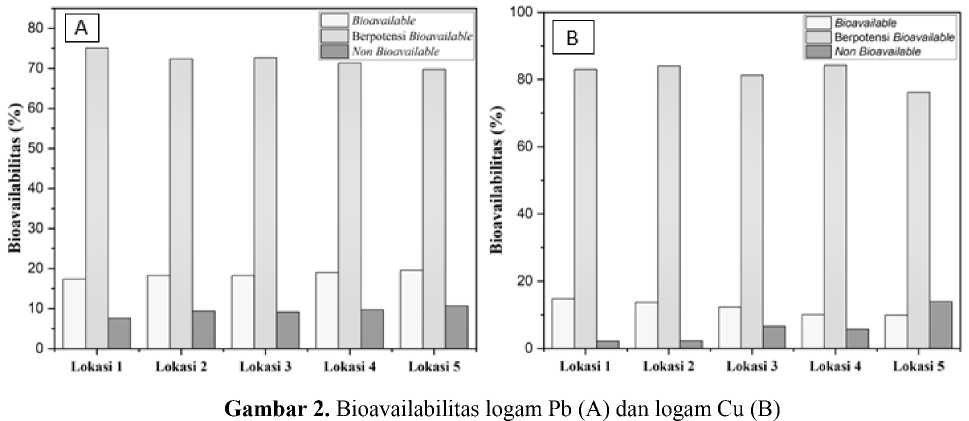 A
Bioavailable
Berpotensi Bioavailable
Non Bioavailable
Bioavailabilitas (%)
80
70
60
50
40
30
20
10
0
Lokasi 1 Lokasi 2 Lokasi 3 Lokasi 4 Lokasi 5
B
Bioavailable
Berpotensi Bioavailable
Non Bioavailable
Bioavailabilitas (%)
100
80
60
40
20
0
Lokasi 1 Lokasi 2 Lokasi 3 Lokasi 4 Lokasi 5
Gambar 2. Bioavailabilitas logam Pb (A) dan logam Cu (B)